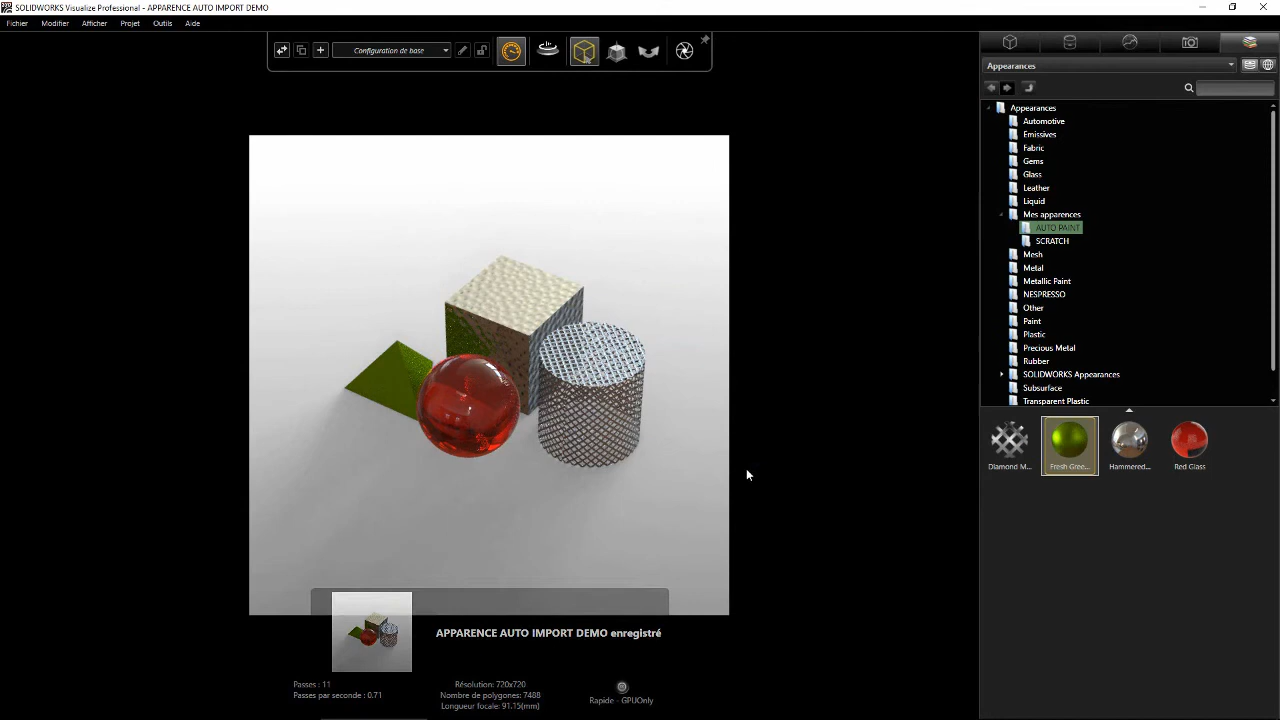 SOLIDWORKS Visualize Professional - APPARENCE AUTO IMPORT DEMO
Fichier Modifier Afficher Projet Outils Aide
Configuration de base
Appearances
Appearances
Automotive
Emissives
Fabric
Gems
Glass
Leather
Liquid
Mes apparences
AUTO PAINT
SCRATCH
Mesh
Metal
Metallic Paint
NESPRESSO
Other
Paint
Plastic
Precious Metal
Rubber
SOLIDWORKS Appearances
Subsurface
Transparent Plastic
Diamond M... Fresh Gree... Hammered... Red Glass
APPARENCE AUTO IMPORT DEMO enregistré
Passes : 11
Passes par seconde : 0.71
Résolution: 720x720
Nombre de polygones: 7488
Longueur focale: 91.15(mm)
Rapide - GPUOnly